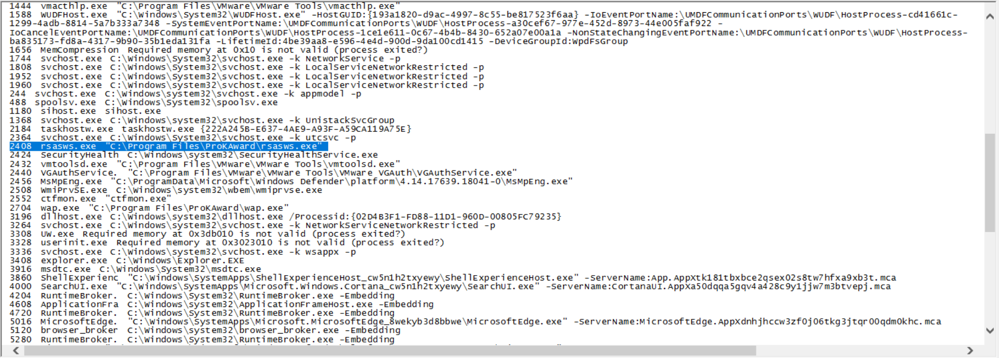 1444  vmacthlp.exe  "C:\Program Files\VMware\VMware Tools\vmacthlp.exe"
1588  WUDFHost.exe  "C:\Windows\System32\WUDFHost.exe" -HostGUID:{193a1820-d9ac-4997-8c55-be817523f6aa} -IoEventPortName:\UMDFCommunicationPorts\WUDF\HostProcess-cd41661c-
1299-4adb-8814-5a7b333a7348 -SystemEventPortName:\UMDFCommunicationPorts\WUDF\HostProcess-a30cef67-977e-452d-8973-44e005faf922 -
IoCancelEventPortName:\UMDFCommunicationPorts\WUDF\HostProcess-1ce1e611-0c67-4b4b-8430-652a07e00a1a -NonStateChangingEventPortName:\UMDFCommunicationPorts\WUDF\HostProcess-
ba835173-fd8a-4317-9b90-35b1eda131fa -LifetimeId:4be39aa8-e596-4e4d-900d-9da100cd1415 -DeviceGroupId:WpdFsGroup
1656  MemCompression  Required memory at 0x10 is not valid (process exited?)
1744  svchost.exe  C:\Windows\System32\svchost.exe -k NetworkService -p
1808  svchost.exe  C:\Windows\System32\svchost.exe -k LocalServiceNetworkRestricted -p
1952  svchost.exe  C:\Windows\System32\svchost.exe -k LocalServiceNetworkRestricted -p
1960  svchost.exe  C:\Windows\System32\svchost.exe -k LocalServiceNetworkRestricted -p
244  svchost.exe  C:\Windows\system32\svchost.exe -k appmodel -p
488  spoolsv.exe  C:\Windows\System32\spoolsv.exe
1180  sihost.exe  sihost.exe
1368  svchost.exe  C:\Windows\system32\svchost.exe -k UnistackSvcGroup
2184  taskhostw.exe  taskhostw.exe {222A245B-E637-4AE9-A93F-A59CA119A75E}
2364  svchost.exe  C:\Windows\system32\svchost.exe -k utcsvc -p
2408  rsasws.exe  "C:\Program Files\ProKAward\rsasws.exe"
2424  SecurityHealth  C:\Windows\system32\SecurityHealthService.exe
2432  vmtoolsd.exe  "C:\Program Files\VMware\VMware Tools\vmtoolsd.exe"
2440  VGAuthService.  "C:\Program Files\VMware\VMware Tools\VMware VGAuth\VGAuthService.exe"
2456  MsMpEng.exe  "C:\ProgramData\Microsoft\Windows Defender\platform\4.14.17639.18041-0\MsMpEng.exe"
2508  WmiPrvSE.exe  C:\Windows\system32\wbem\wmiprvse.exe
2552  ctfmon.exe  "ctfmon.exe"
2704  wap.exe  "C:\Program Files\ProKAward\wap.exe"
3196  dllhost.exe  C:\Windows\system32\dllhost.exe /Processid:{02D4B3F1-FD88-11D1-960D-00805FC79235}
3264  svchost.exe  C:\Windows\system32\svchost.exe -k NetworkServiceNetworkRestricted -p
3308  UW.exe  Required memory at 0x3db010 is not valid (process exited?)
3328  userinit.exe  Required memory at 0x3023010 is not valid (process exited?)
3336  svchost.exe  C:\Windows\system32\svchost.exe -k wsappx -p
3408  explorer.exe  C:\Windows\Explorer.EXE
3916  msdtc.exe  C:\Windows\System32\msdtc.exe
3860  ShellExperienc  "C:\Windows\SystemApps\ShellExperienceHost_cw5n1h2txyewy\ShellExperienceHost.exe" -ServerName:App.AppXtk181tbxbce2qsex02s8tw7hfxa9xb3t.mca
4000  SearchUI.exe  "C:\Windows\SystemApps\Microsoft.Windows.Cortana_cw5n1h2txyewy\SearchUI.exe" -ServerName:CortanaUI.AppXa50dqqa5gqv4a428c9y1jjw7m3btvepj.mca
4204  RuntimeBroker.  C:\Windows\System32\RuntimeBroker.exe -Embedding
4608  ApplicationFra  C:\Windows\system32\ApplicationFrameHost.exe -Embedding
4720  RuntimeBroker.  C:\Windows\System32\RuntimeBroker.exe -Embedding
5016  MicrosoftEdge.  "C:\Windows\SystemApps\Microsoft.MicrosoftEdge_8wekyb3d8bbwe\MicrosoftEdge.exe" -ServerName:MicrosoftEdge.AppXdnhjhccw3zf0j06tkg3jtqr00qdm0khc.mca
5120  browser_broker  C:\Windows\system32\browser_broker.exe -Embedding
5280  RuntimeBroker.  C:\Windows\System32\RuntimeBroker.exe -Embedding